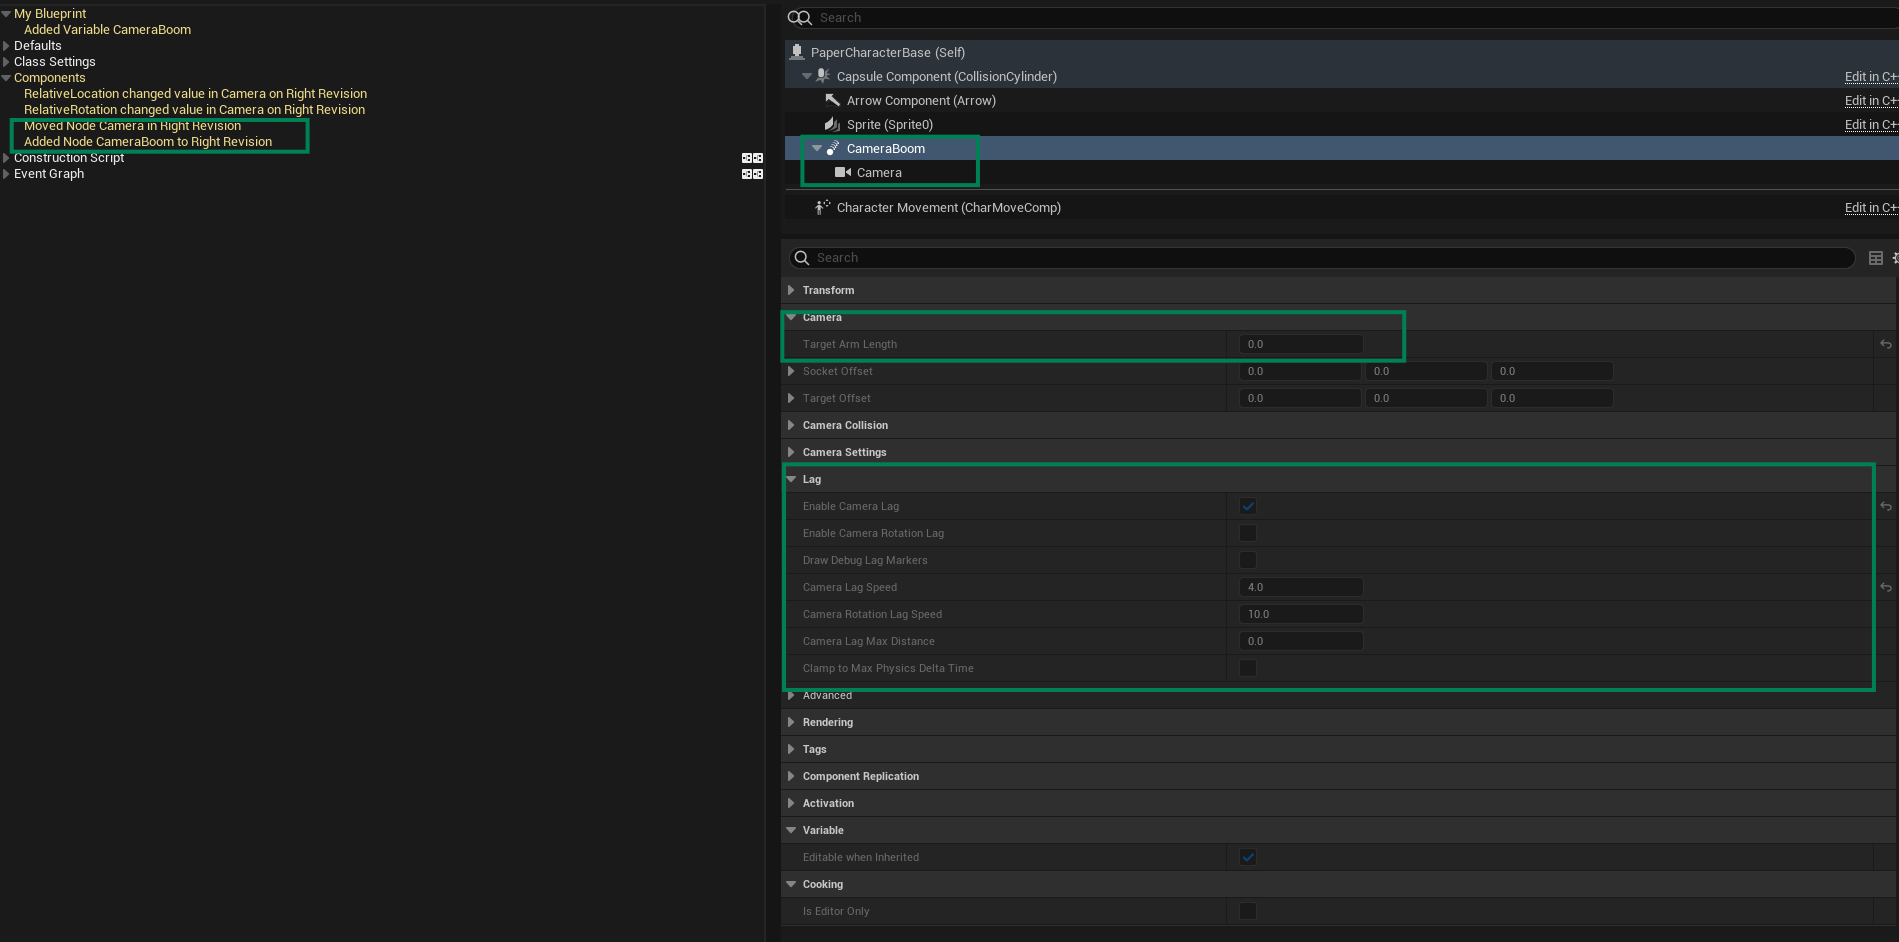 My Blueprint
Added Variable CameraBoom
Defaults
Class Settings
Components
RelativeLocation changed value in Camera on Right Revision
RelativeRotation changed value in Camera on Right Revision
Moved Node Camera in Right Revision
Added Node CameraBoom to Right Revision
Construction Script
Event Graph
Search
PaperCharacterBase (Self)
Capsule Component (CollisionCylinder) Edit in C+
Arrow Component (Arrow) Edit in C+
Sprite (Sprite0) Edit in C+
CameraBoom
Camera
Character Movement (CharMoveComp) Edit in C+
Search
Transform
Camera
Target Arm Length 0.0
Socket Offset 0.0 0.0 0.0
Target Offset 0.0 0.0 0.0
Camera Collision
Camera Settings
Lag
Enable Camera Lag
Enable Camera Rotation Lag
Draw Debug Lag Markers
Camera Lag Speed 4.0
Camera Rotation Lag Speed 10.0
Camera Lag Max Distance 0.0
Clamp to Max Physics Delta Time
Advanced
Rendering
Tags
Component Replication
Activation
Variable
Editable when Inherited
Cooking
Is Editor Only